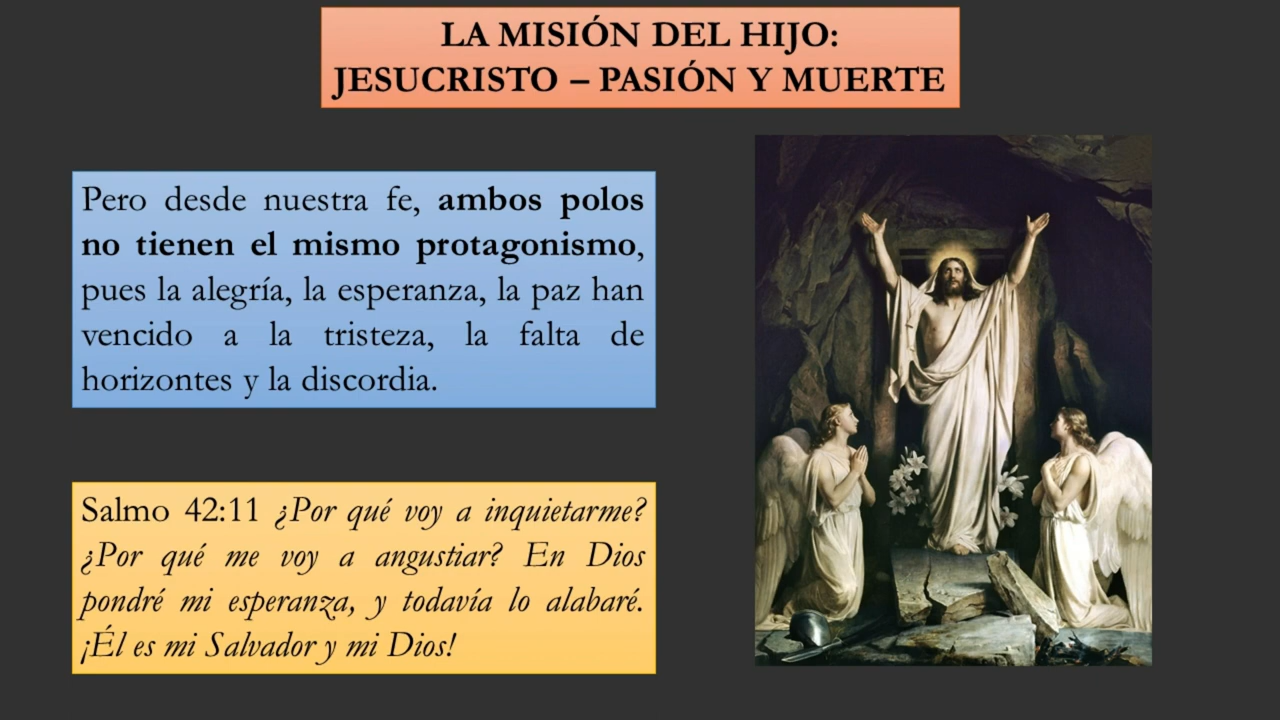 LA MISIÓN DEL HIJO:
JESUCRISTO – PASIÓN Y MUERTE
Pero desde nuestra fe, ambos polos
no tienen el mismo protagonismo,
pues la alegría, la esperanza, la paz han
vencido a la tristeza, la falta de
horizontes y la discordia.
Salmo 42:11 ¿Por qué voy a inquietarme?
¿Por qué me voy a angustiar? En Dios
pondré mi esperanza, y todavía lo alabaré.
¡Él es mi Salvador y mi Dios!